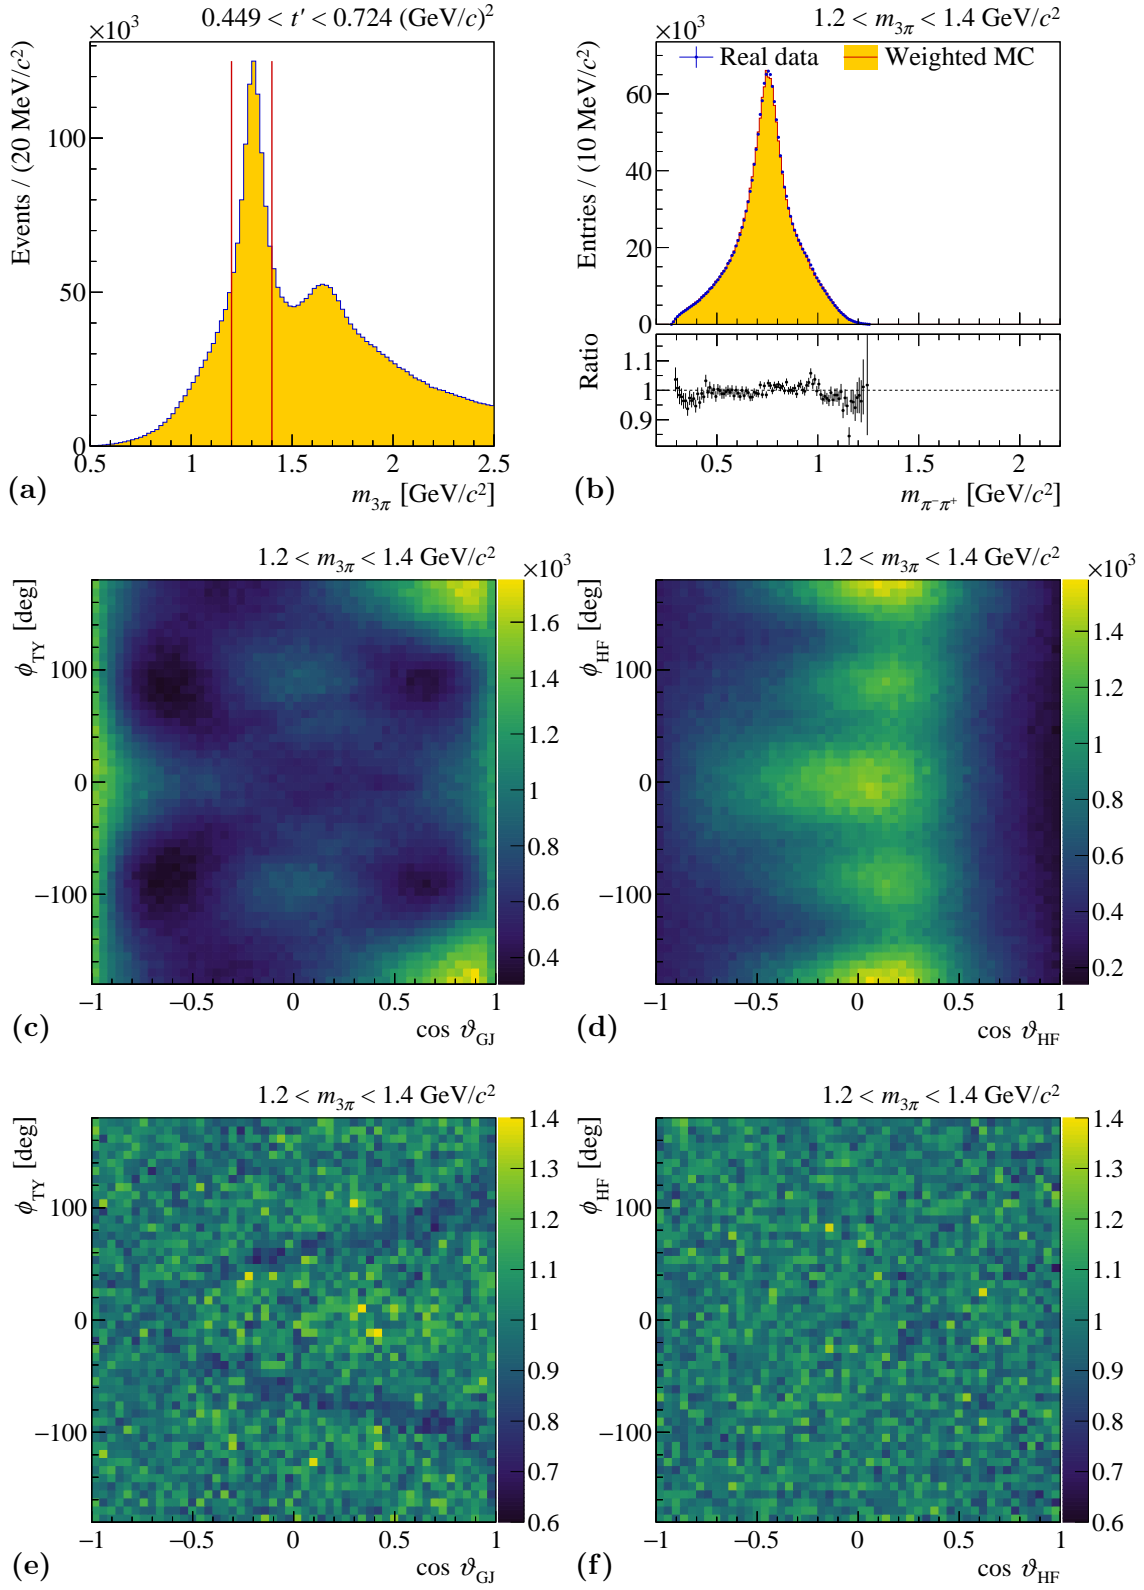 0.449 < t′ < 0.724 (GeV/c)²
×10³
Events / (20 MeV/c²)
100
50
0
0.5 1 1.5 2 2.5
m₃π [GeV/c²]
(a)
1.2 < m₃π < 1.4 GeV/c²
×10³
Real data
Weighted MC
Entries / (10 MeV/c²)
60
40
20
0
Ratio
1.1
1
0.9
0.5 1 1.5 2
mπ⁻π⁺ [GeV/c²]
(b)
1.2 < m₃π < 1.4 GeV/c²
×10³
ϕTY [deg]
100
0
−100
−1 −0.5 0 0.5 1
cos ϑGJ
1.6
1.4
1.2
1
0.8
0.6
0.4
(c)
1.2 < m₃π < 1.4 GeV/c²
×10³
ϕHF [deg]
100
0
−100
−1 −0.5 0 0.5 1
cos ϑHF
1.4
1.2
1
0.8
0.6
0.4
0.2
(d)
1.2 < m₃π < 1.4 GeV/c²
ϕTY [deg]
100
0
−100
−1 −0.5 0 0.5 1
cos ϑGJ
1.4
1.3
1.2
1.1
1
0.9
0.8
0.7
0.6
(e)
1.2 < m₃π < 1.4 GeV/c²
ϕHF [deg]
100
0
−100
−1 −0.5 0 0.5 1
cos ϑHF
1.4
1.3
1.2
1.1
1
0.9
0.8
0.7
0.6
(f)